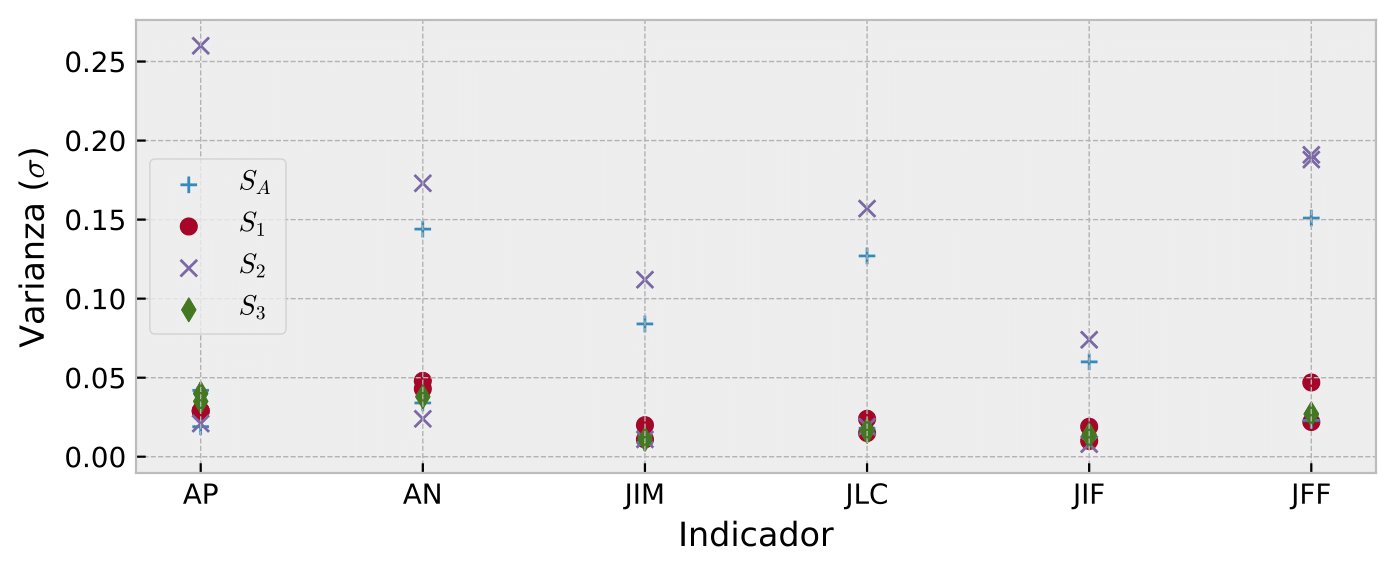 Varianza (σ)
0.25
0.20
0.15
0.10
0.05
0.00
S_A
S_1
S_2
S_3
AP AN JIM JLC JIF JFF
Indicador